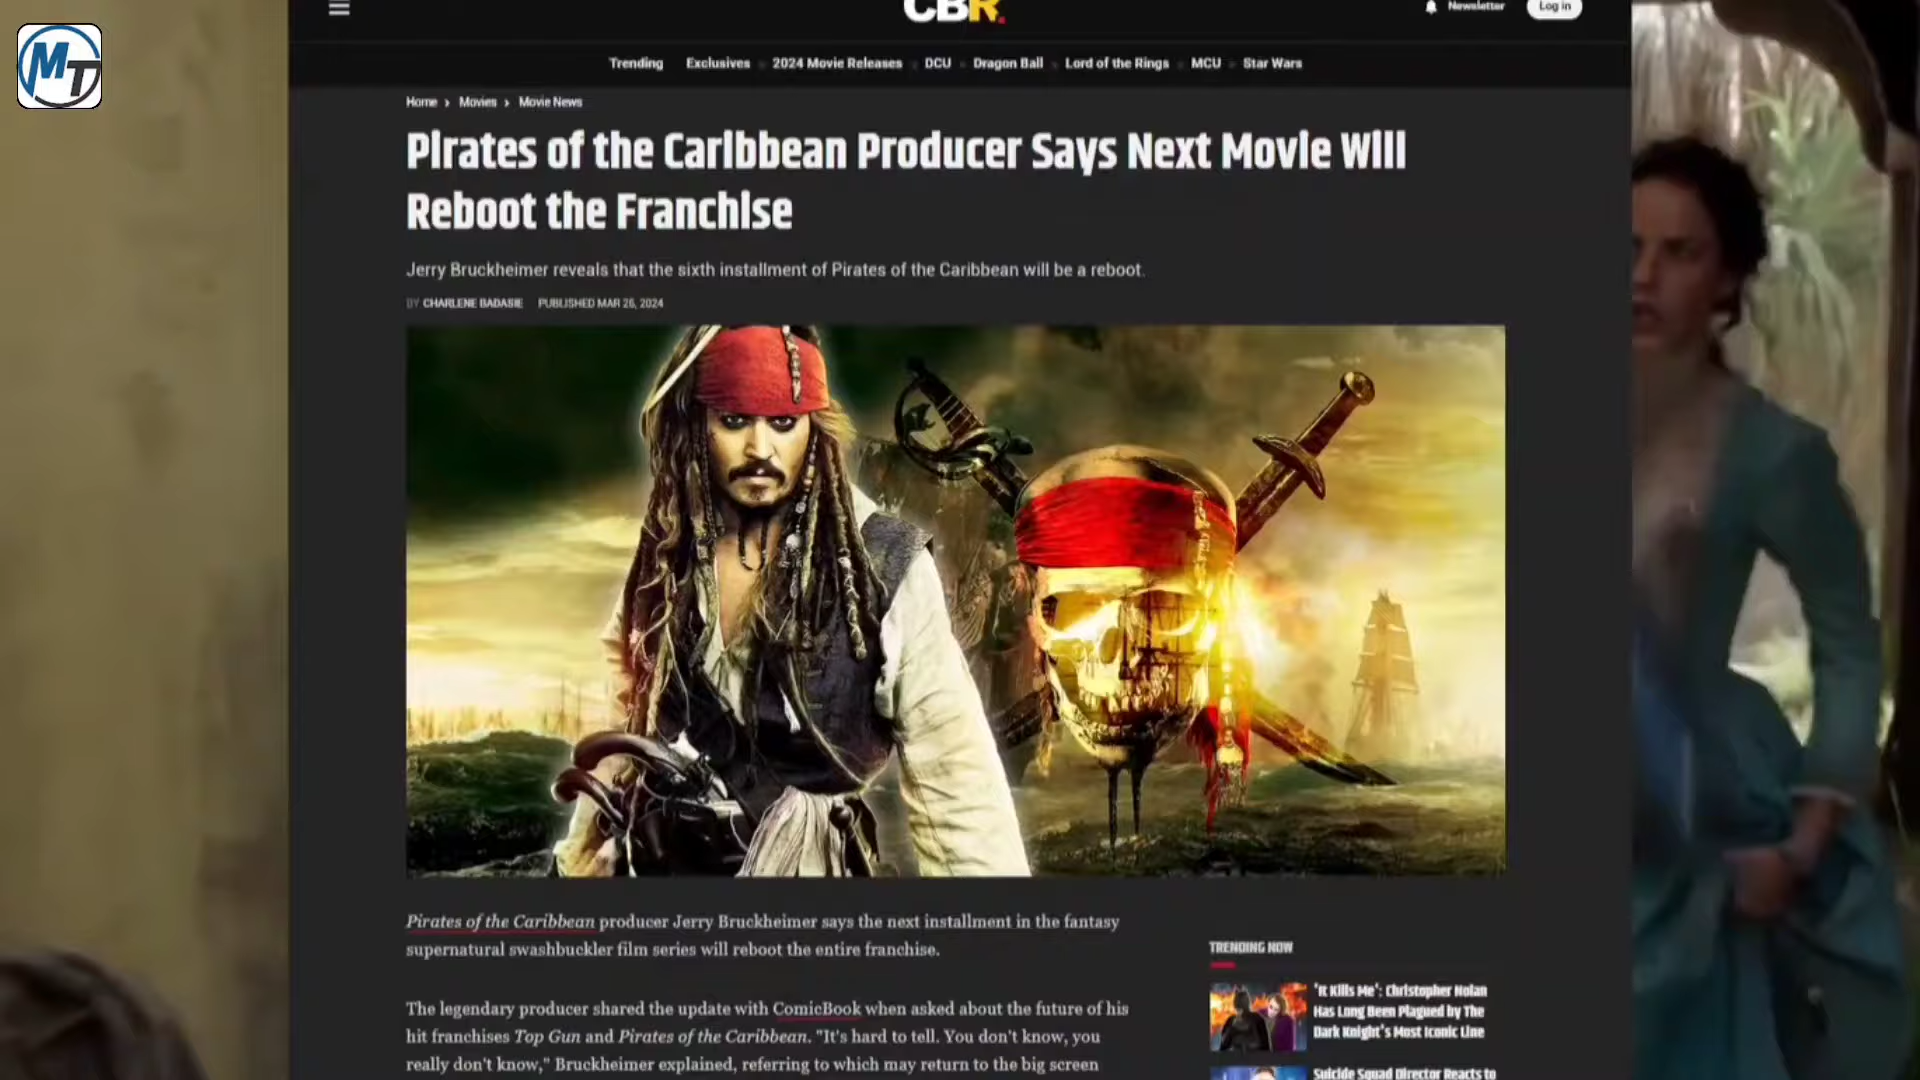 MT
CBR.
Newsletter
Log in
Trending Exclusives 2024 Movie Releases DCU Dragon Ball Lord of the Rings MCU Star Wars
Home > Movies > Movie News
Pirates of the Caribbean Producer Says Next Movie Will
Reboot the Franchise
Jerry Bruckheimer reveals that the sixth installment of Pirates of the Caribbean will be a reboot.
BY CHARLENE BADASIE PUBLISHED MAR 26, 2024
Pirates of the Caribbean producer Jerry Bruckheimer says the next installment in the fantasy
supernatural swashbuckler film series will reboot the entire franchise.
The legendary producer shared the update with ComicBook when asked about the future of his
hit franchises Top Gun and Pirates of the Caribbean. "It's hard to tell. You don't know, you
really don't know," Bruckheimer explained, referring to which may return to the big screen
TRENDING NOW
'It Kills Me': Christopher Nolan
Has Long Been Plagued by The
Dark Knight's Most Iconic Line
Suicide Squad Director Reacts to